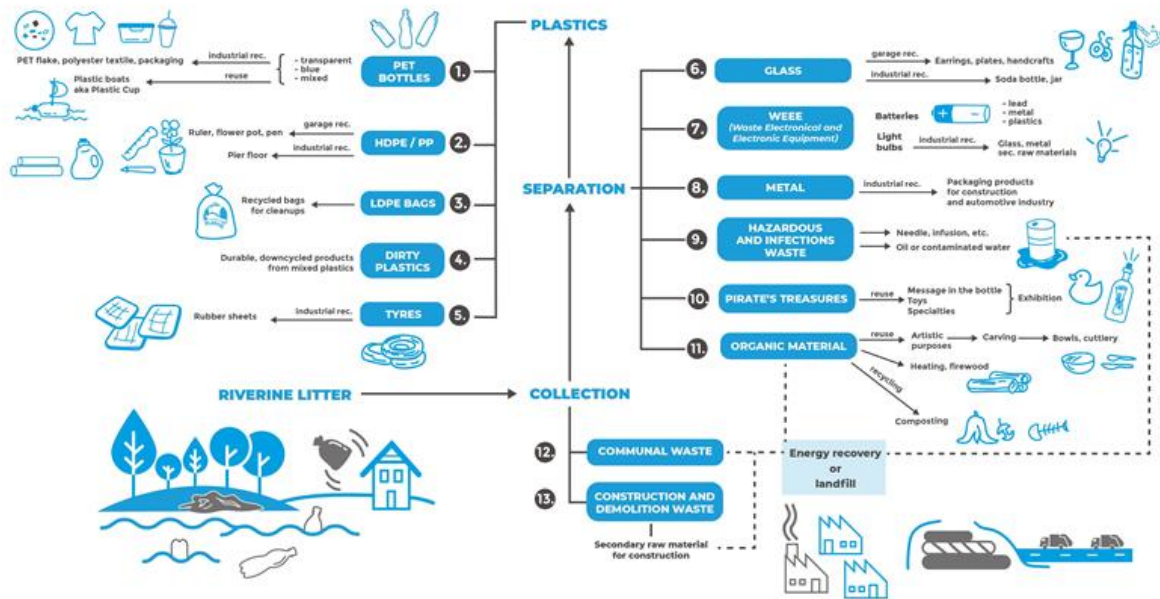 PLASTICS
PET BOTTLES
1.
- transparent
- blue
- mixed
industrial rec.
PET flake, polyester textile, packaging
reuse
Plastic boats
aka Plastic Cup
HDPE / PP
2.
garage rec.
Ruler, flower pot, pen
industrial rec.
Pier floor
LDPE BAGS
3.
Recycled bags
for cleanups
DIRTY
PLASTICS
4.
Durable, downcycled products
from mixed plastics
TYRES
5.
industrial rec.
Rubber sheets
SEPARATION
6.
GLASS
garage rec.
Earrings, plates, handcrafts
industrial rec.
Soda bottle, jar
7.
WEEE
(Waste Electronical and
Electronic Equipment)
Batteries
- lead
- metal
- plastics
Light
bulbs
industrial rec.
Glass, metal
sec. raw materials
8.
METAL
industrial rec.
Packaging products
for construction
and automotive industry
9.
HAZARDOUS
AND INFECTIONS
WASTE
Needle, infusion, etc.
Oil or contaminated water
10.
PIRATE'S TREASURES
reuse
Message in the bottle
Toys
Specialties
Exhibition
11.
ORGANIC MATERIAL
reuse
Artistic
purposes
Carving
Bowls, cuttlery
Heating, firewood
recycling
Composting
RIVERINE LITTER
COLLECTION
12.
COMMUNAL WASTE
13.
CONSTRUCTION AND
DEMOLITION WASTE
Secondary raw material
for construction
Energy recovery
or
landfill